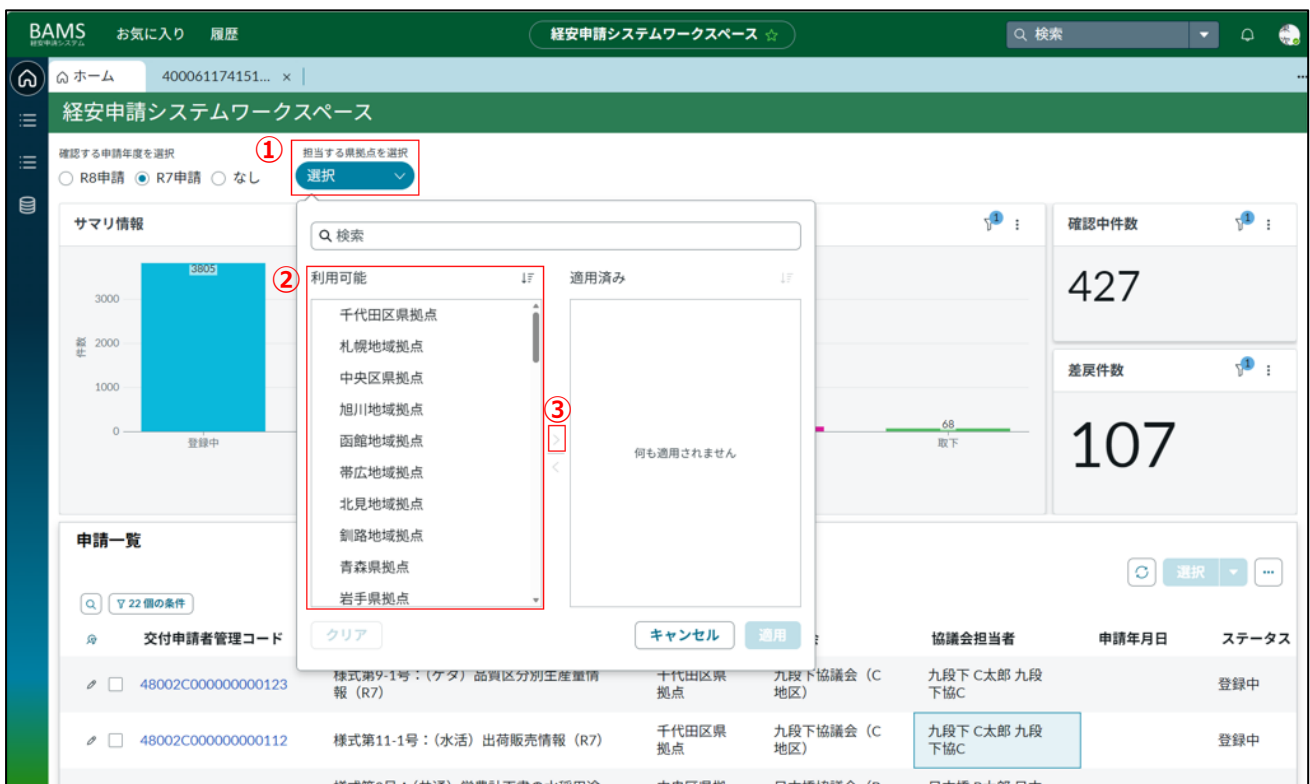 BAMS
経安申請システム
お気に入り 履歴
経安申請システムワークスペース
検索
ホーム
400061174151... ×
経安申請システムワークスペース
確認する申請年度を選択
R8申請 R7申請 なし
①
担当する県拠点を選択
選択
サマリ情報
3805
3000
2000
1000
0
件数
登録中
検索
②
利用可能
適用済み
千代田区県拠点
札幌地域拠点
中央区県拠点
旭川地域拠点
函館地域拠点
帯広地域拠点
北見地域拠点
釧路地域拠点
青森県拠点
岩手県拠点
③
何も適用されません
クリア
キャンセル
適用
68
取下
1
確認中件数
1
427
差戻件数
1
107
申請一覧
選択
22 個の条件
交付申請者管理コード
協議会担当者
申請年月日
ステータス
48002C000000000123
様式第9-1号：（ゲタ）品質区分別生産量情報（R7）
千代田区県
拠点
九段下協議会（C
地区）
九段下 C太郎 九段
下協C
登録中
48002C000000000112
様式第11-1号：（水活）出荷販売情報（R7）
千代田区県
拠点
九段下協議会（C
地区）
九段下 C太郎 九段
下協C
登録中